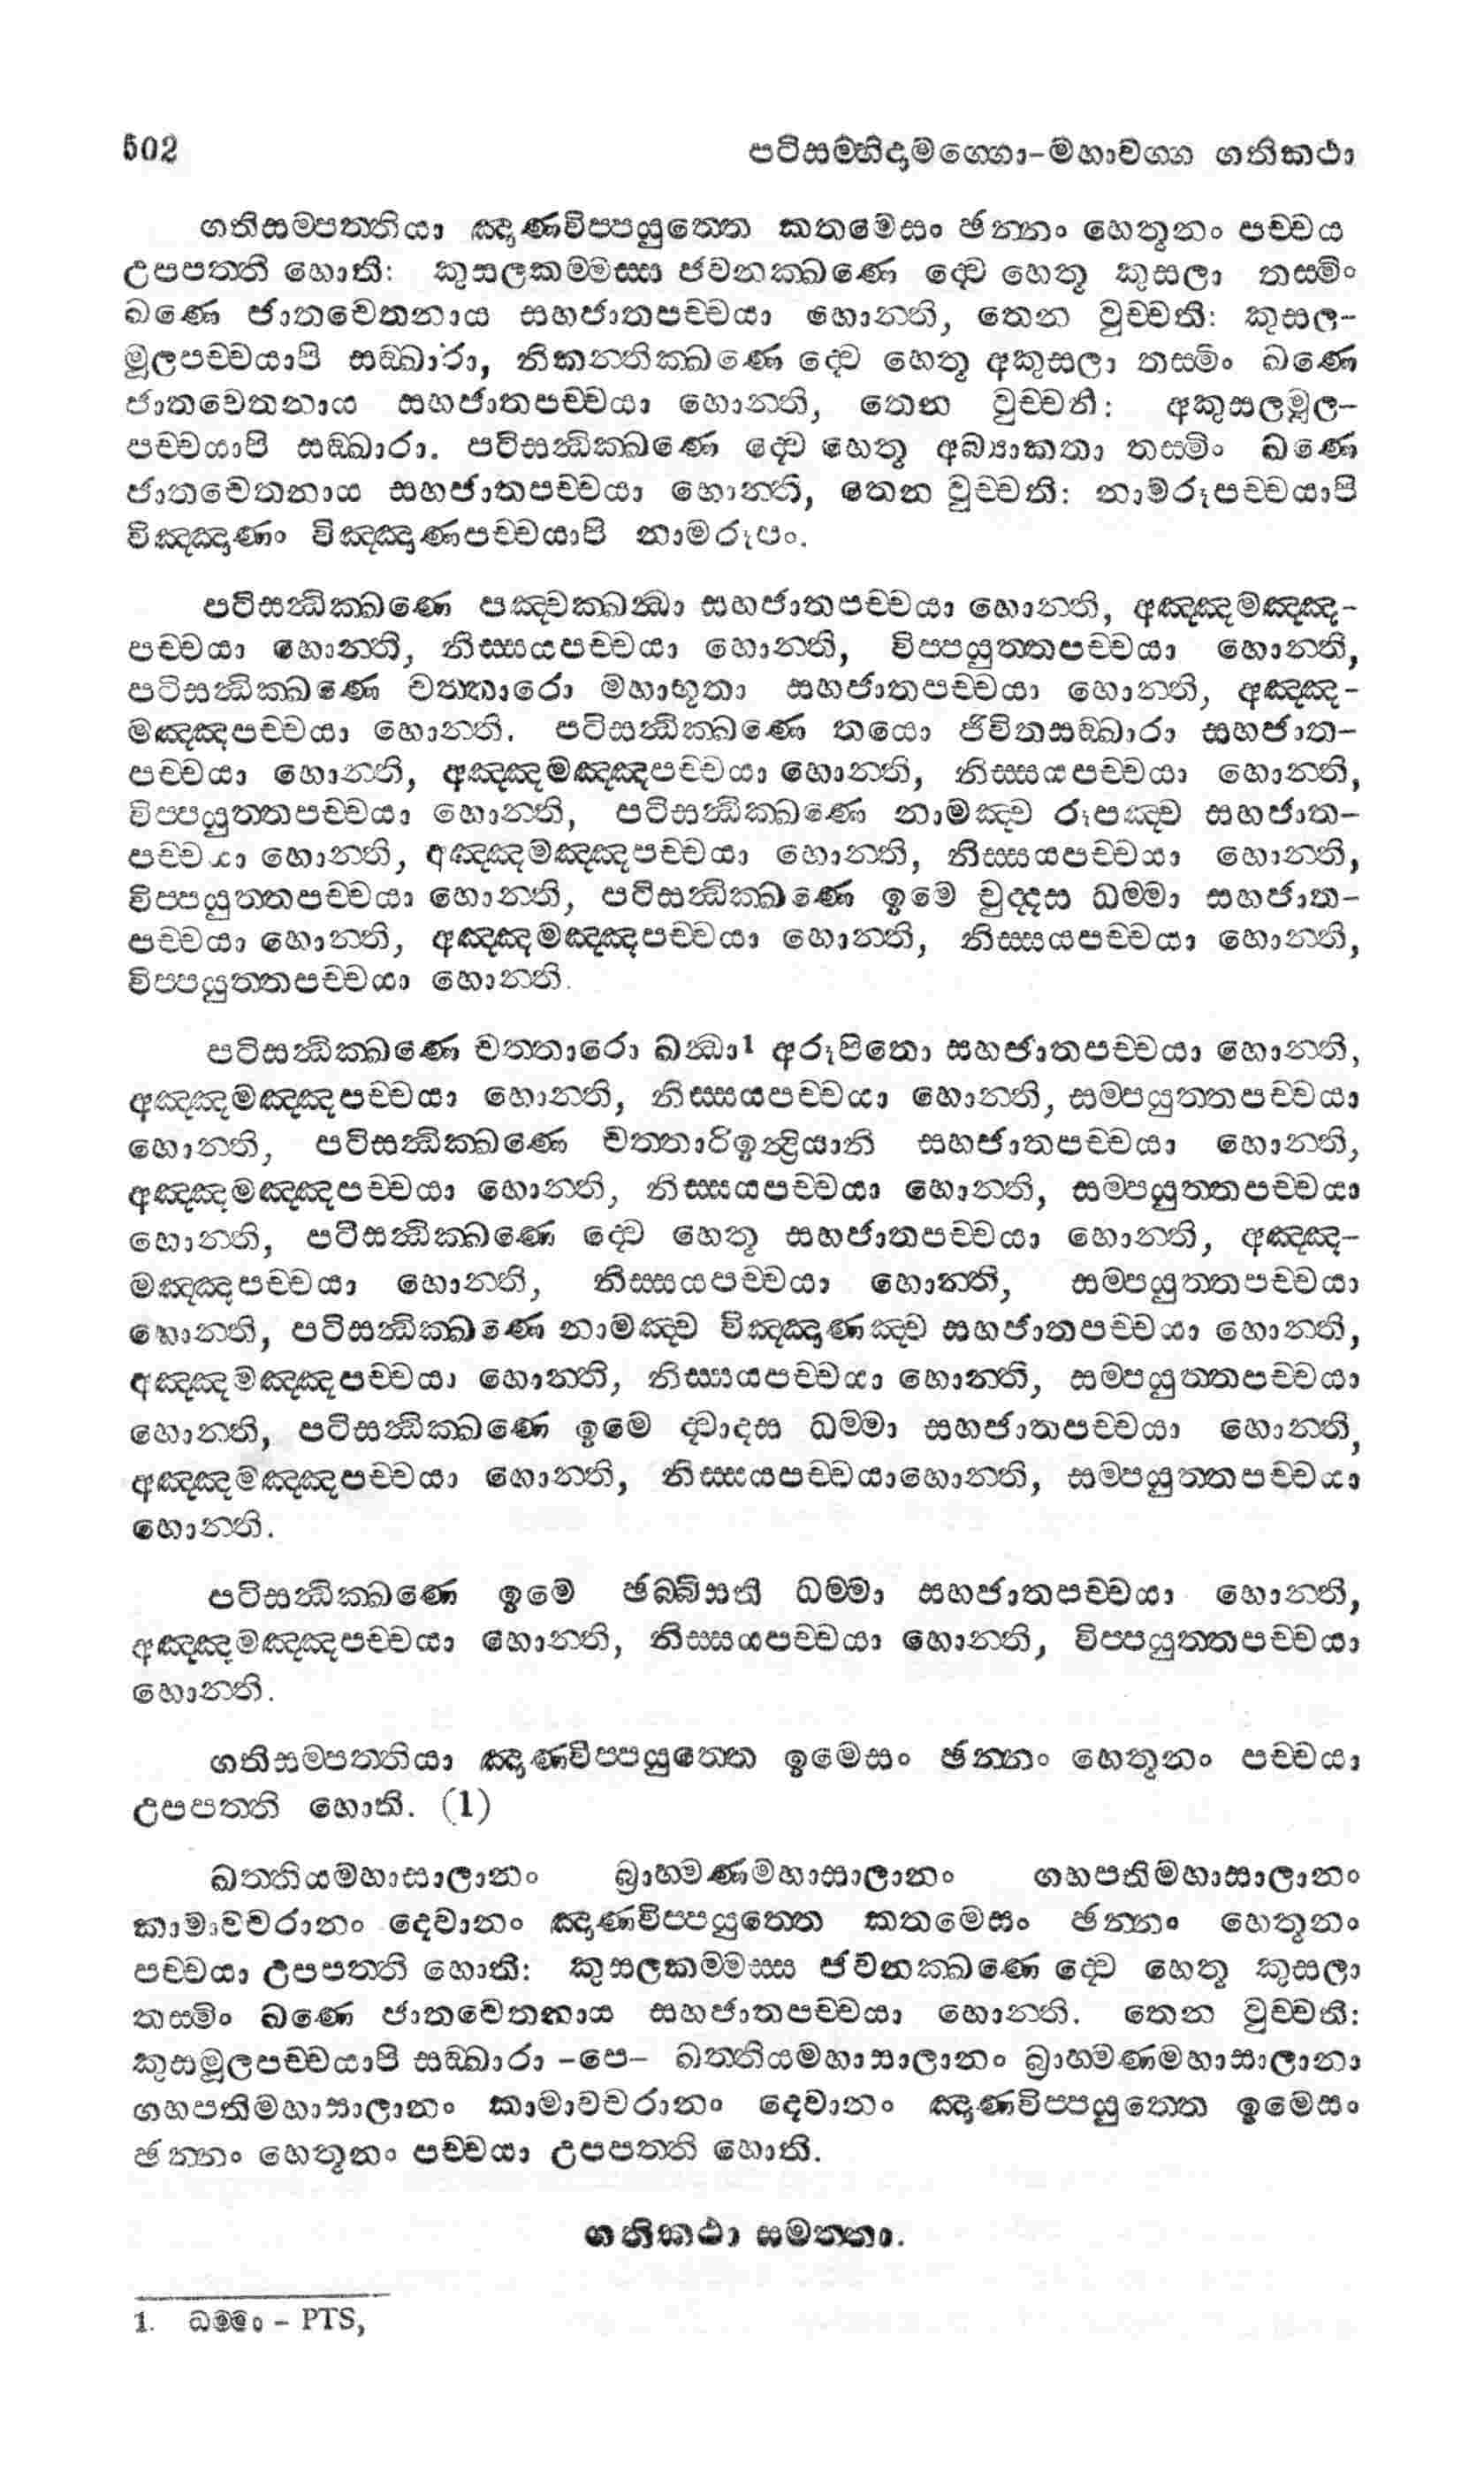 502 පටිසම්භිදාමග්ගො-මහාවග්ග ගතිකථා
ගතිසම්පත්තියා ඤාණවිප්පයුත්තෙ කතමෙසං ඡන්නං හෙතූනං පච්චය
උපපත්ති හොති: කුසලකම්මස්ස ජවනක්ඛණෙ ද්වෙ හෙතූ කුසලා තස්මිං
ඛණෙ ජාතචෙතනාය සහජාතපච්චයා හොන්ති, තෙන වුච්චති: කුසල-
මූලපච්චයාපි සඞ්ඛාරා, නිකන්තික්ඛණෙ ද්වෙ හෙතූ අකුසලා තස්මිං ඛණෙ
ජාතචෙතනාය සහජාතපච්චයා හොන්ති, තෙන වුච්චති: අකුසලමූල-
පච්චයාපි සඞ්ඛාරා. පටිසන්ධික්ඛණෙ ද්වෙ හෙතූ අබ්‍යාකතා තස්මිං ඛණෙ
ජාතචෙතනාය සහජාතපච්චයා හොන්ති, තෙන වුච්චති: නාමරූපච්චයාපි
විඤ්ඤාණං විඤ්ඤාණපච්චයාපි නාමරූපං.
පටිසන්ධික්ඛණෙ පඤ්චක්ඛන්ධා සහජාතපච්චයා හොන්ති, අඤ්ඤමඤ්ඤ-
පච්චයා හොන්ති, නිස්සයපච්චයා හොන්ති, විප්පයුත්තපච්චයා හොන්ති,
පටිසන්ධික්ඛණෙ චත්තාරො මහාභූතා සහජාතපච්චයා හොන්ති, අඤ්ඤ-
මඤ්ඤපච්චයා හොන්ති. පටිසන්ධික්ඛණෙ තයො ජීවිතසඞ්ඛාරා සහජාත-
පච්චයා හොන්ති, අඤ්ඤමඤ්ඤපච්චයා හොන්ති, නිස්සයපච්චයා හොන්ති,
විප්පයුත්තපච්චයා හොන්ති, පටිසන්ධික්ඛණෙ නාමඤ්ච රූපඤ්ච සහජාත-
පච්චයා හොන්ති, අඤ්ඤමඤ්ඤපච්චයා හොන්ති, නිස්සයපච්චයා හොන්ති,
විප්පයුත්තපච්චයා හොන්ති, පටිසන්ධික්ඛණෙ ඉමෙ චුද්දස ධම්මා සහජාත-
පච්චයා හොන්ති, අඤ්ඤමඤ්ඤපච්චයා හොන්ති, නිස්සයපච්චයා හොන්ති,
විප්පයුත්තපච්චයා හොන්ති.
පටිසන්ධික්ඛණෙ චත්තාරො ඛන්ධා1 අරූපිනො සහජාතපච්චයා හොන්ති,
අඤ්ඤමඤ්ඤපච්චයා හොන්ති, නිස්සයපච්චයා හොන්ති, සම්පයුත්තපච්චයා
හොන්ති, පටිසන්ධික්ඛණෙ චත්තාරිඉන්ද්‍රියානි සහජාතපච්චයා හොන්ති,
අඤ්ඤමඤ්ඤපච්චයා හොන්ති, නිස්සයපච්චයා හොන්ති, සම්පයුත්තපච්චයා
හොන්ති, පටිසන්ධික්ඛණෙ ද්වෙ හෙතූ සහජාතපච්චයා හොන්ති, අඤ්ඤ-
මඤ්ඤපච්චයා හොන්ති, නිස්සයපච්චයා හොන්ති, සම්පයුත්තපච්චයා
හොන්ති, පටිසන්ධික්ඛණෙ නාමඤ්ච විඤ්ඤාණඤ්ච සහජාතපච්චයා හොන්ති,
අඤ්ඤමඤ්ඤපච්චයා හොන්ති, නිස්සයපච්චයා හොන්ති, සම්පයුත්තපච්චයා
හොන්ති, පටිසන්ධික්ඛණෙ ඉමෙ ද්වාදස ධම්මා සහජාතපච්චයා හොන්ති,
අඤ්ඤමඤ්ඤපච්චයා හොන්ති, නිස්සයපච්චයාහොන්ති, සම්පයුත්තපච්චයා
හොන්ති.
පටිසන්ධික්ඛණෙ ඉමෙ ඡබ්බීසති ධම්මා සහජාතපච්චයා හොන්ති,
අඤ්ඤමඤ්ඤපච්චයා හොන්ති, නිස්සයපච්චයා හොන්ති, විප්පයුත්තපච්චයා
හොන්ති.
ගතිසම්පත්තියා ඤාණවිප්පයුත්තෙ ඉමෙසං ඡන්නං හෙතූනං පච්චයා
උපපත්ති හොති. (1)
ඛත්තියමහාසාලානං බ්‍රාහ්මණමහාසාලානං ගහපතිමහාසාලානං
කාමාවචරානං දෙවානං ඤාණවිප්පයුත්තෙ කතමෙසං ඡන්නං හෙතූනං
පච්චයා උපපත්ති හොති: කුසලකම්මස්ස ජවනක්ඛණෙ ද්වෙ හෙතූ කුසලා
තස්මිං ඛණෙ ජාතචෙතනාය සහජාතපච්චයා හොන්ති. තෙන වුච්චති:
කුසමූලපච්චයාපි සඞ්ඛාරා -පෙ- ඛත්තියමහාසාලානං බ්‍රාහ්මණමහාසාලානා
ගහපතිමහාසාලානං කාමාවචරානං දෙවානං ඤාණවිප්පයුත්තෙ ඉමෙසං
ඡන්නං හෙතූනං පච්චයා උපපත්ති හොති.
ගතිකථා සමත්තා.
1. ධම්මං - PTS,